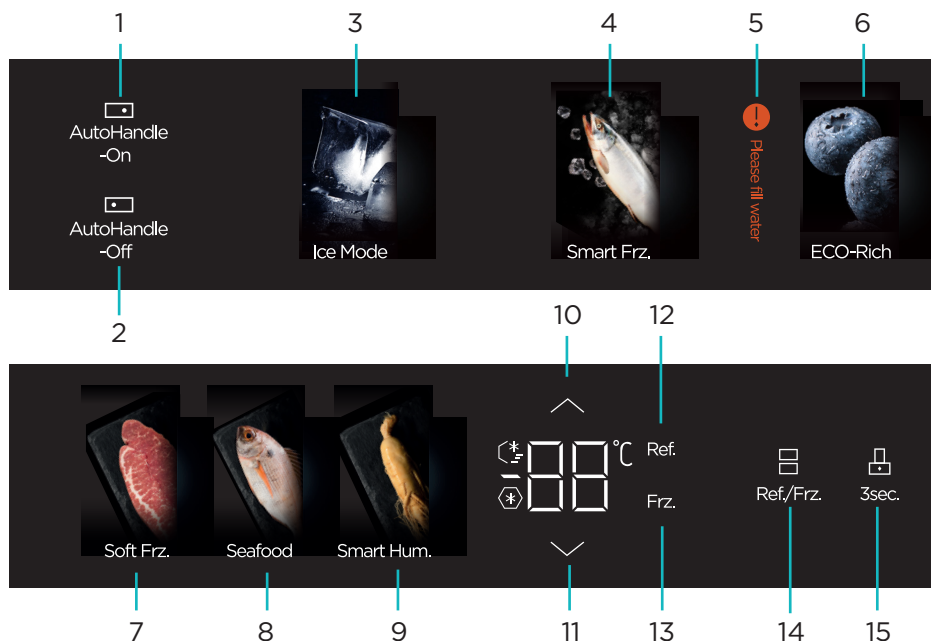 1
3
4
5
6
AutoHandle
-On
AutoHandle
-Off
Ice Mode
Smart Frz.
Please fill water
ECO-Rich
2
10
12
88
°C
Ref.
Frz.
Ref./Frz.
3sec.
Soft Frz.
Seafood
Smart Hum.
7
8
9
11
13
14
15